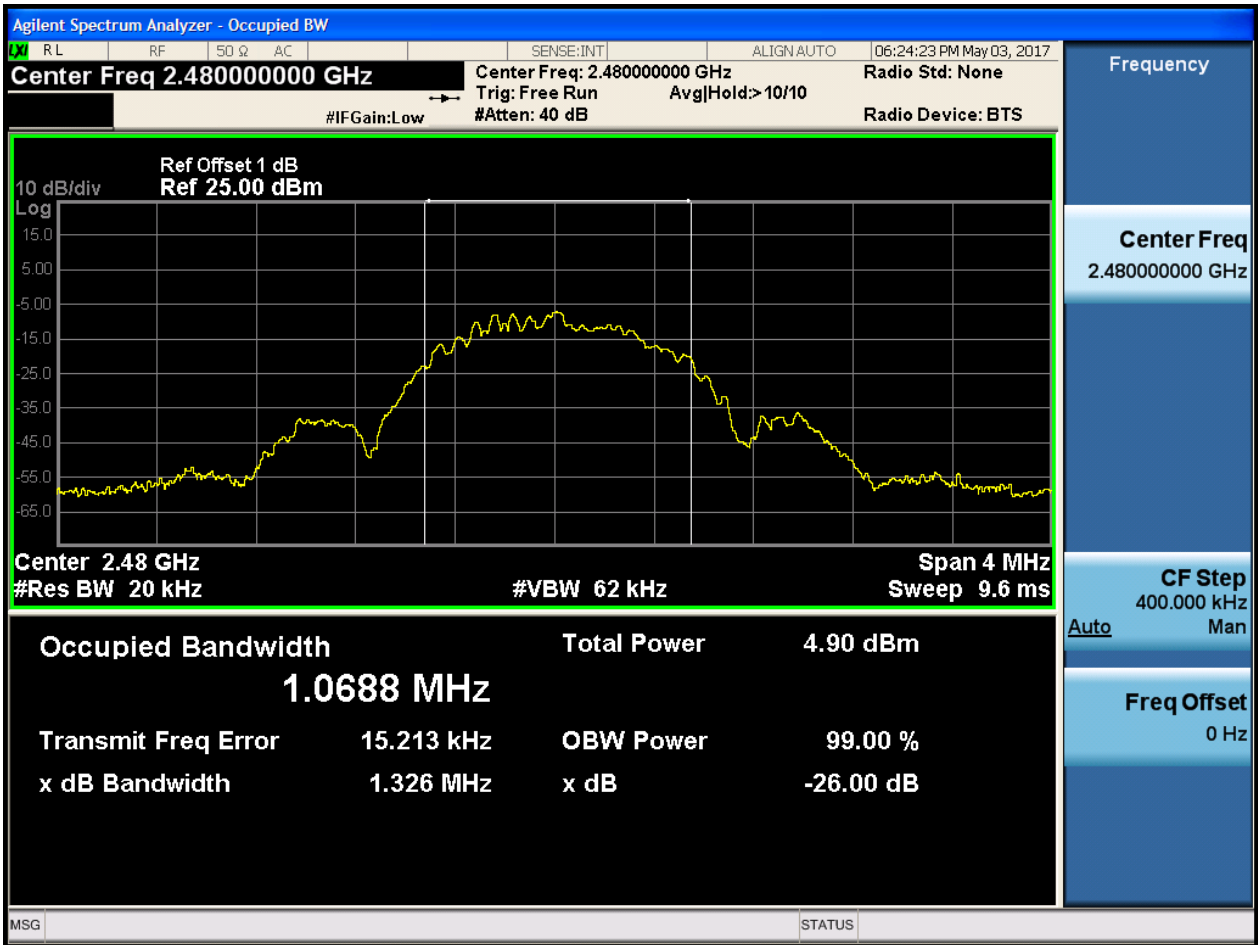 Agilent Spectrum Analyzer - Occupied BW
LXI RL RF 50 Ω AC SENSE:INT ALIGN AUTO 06:24:23 PM May 03, 2017
Center Freq 2.480000000 GHz
Center Freq: 2.480000000 GHz
Radio Std: None
Trig: Free Run Avg|Hold:> 10/10
#IFGain:Low
#Atten: 40 dB
Radio Device: BTS
Frequency
Ref Offset 1 dB
10 dB/div Ref 25.00 dBm
Log
15.0
5.00
-5.00
-15.0
-25.0
-35.0
-45.0
-55.0
-65.0
Center 2.48 GHz Span 4 MHz
#Res BW 20 kHz #VBW 62 kHz Sweep 9.6 ms
Occupied Bandwidth Total Power 4.90 dBm
1.0688 MHz
Transmit Freq Error 15.213 kHz OBW Power 99.00 %
x dB Bandwidth 1.326 MHz x dB -26.00 dB
Center Freq
2.480000000 GHz
CF Step
400.000 kHz
Auto Man
Freq Offset
0 Hz
MSG STATUS